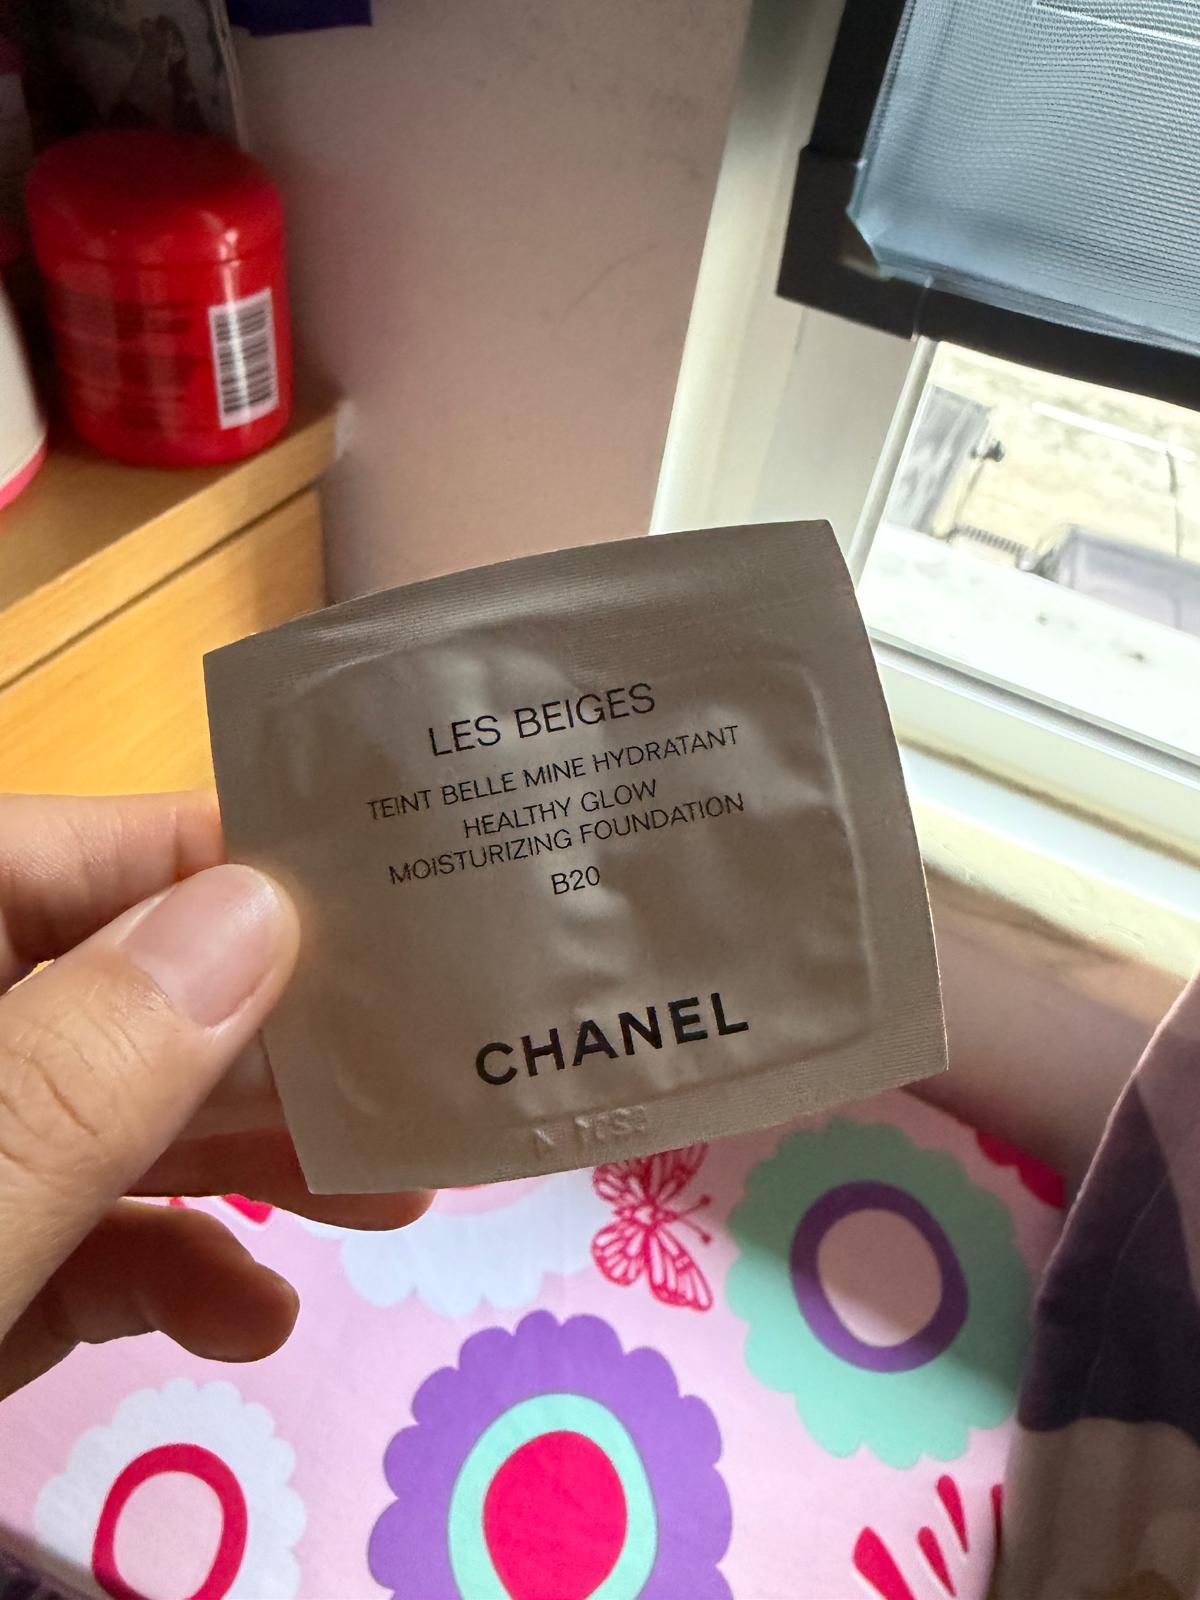 LES BEIGES
TEINT BELLE MINE HYDRATANT
HEALTHY GLOW
MOISTURIZING FOUNDATION
B20
CHANEL